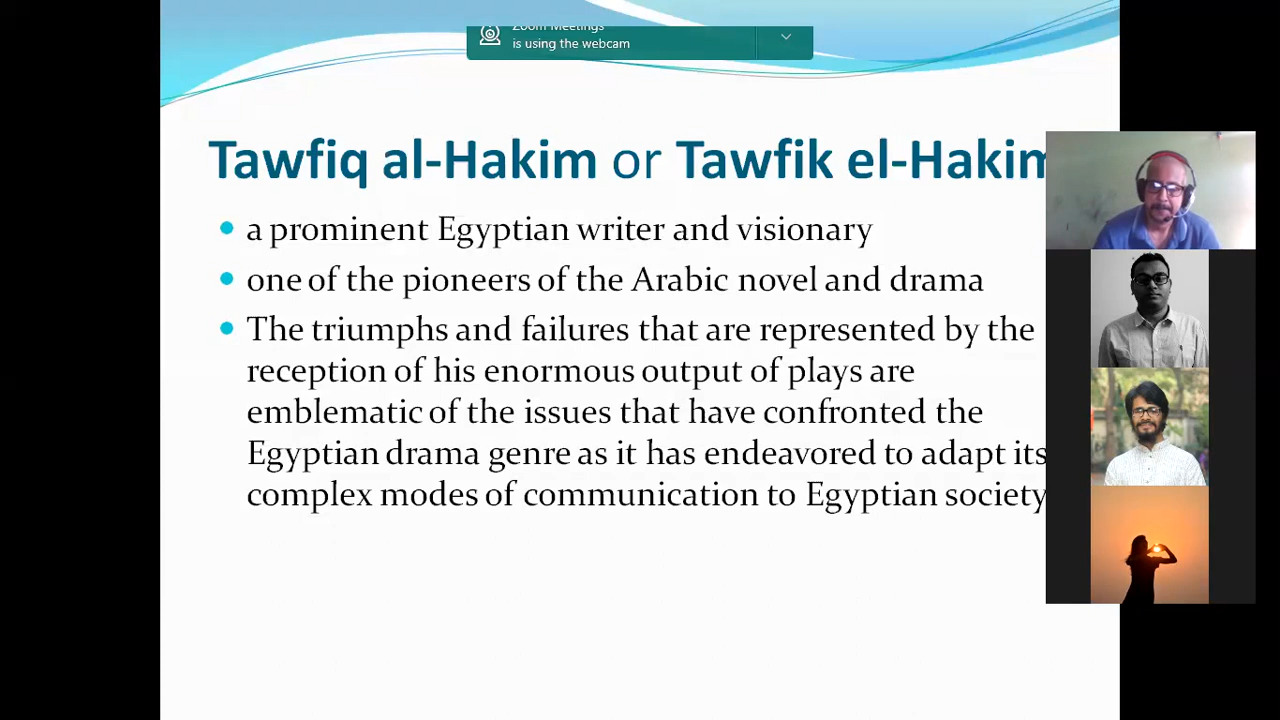 Zoom Meetings
is using the webcam
Tawfiq al-Hakim or Tawfik el-Hakim
a prominent Egyptian writer and visionary
one of the pioneers of the Arabic novel and drama
The triumphs and failures that are represented by the
reception of his enormous output of plays are
emblematic of the issues that have confronted the
Egyptian drama genre as it has endeavored to adapt its
complex modes of communication to Egyptian society